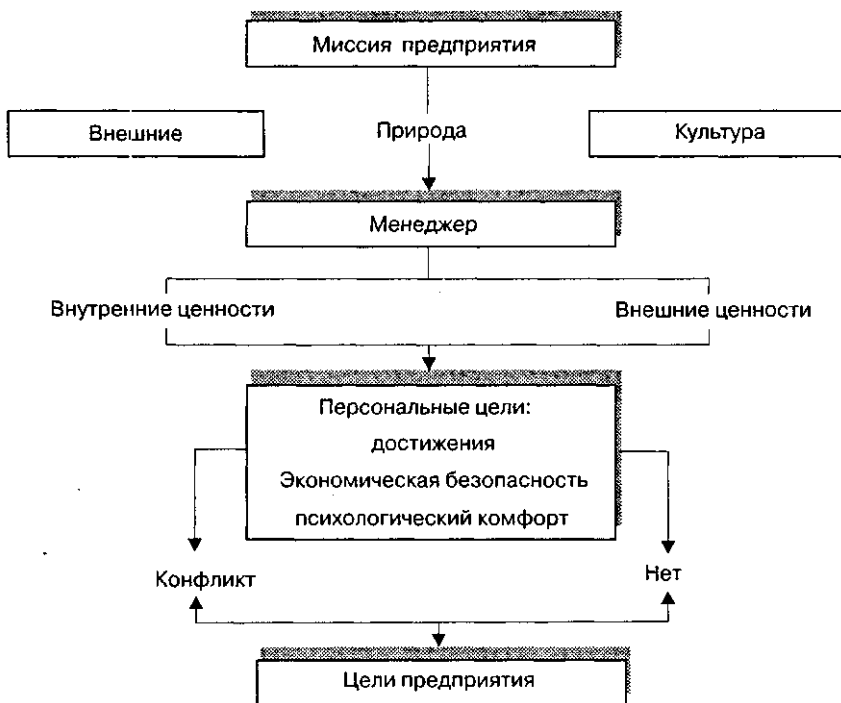 Миссия предприятия
Внешние
Природа
Культура
Менеджер
Внутренние ценности
Внешние ценности
Персональные цели:
достижения
Экономическая безопасность
психологический комфорт
Конфликт
Нет
Цели предприятия